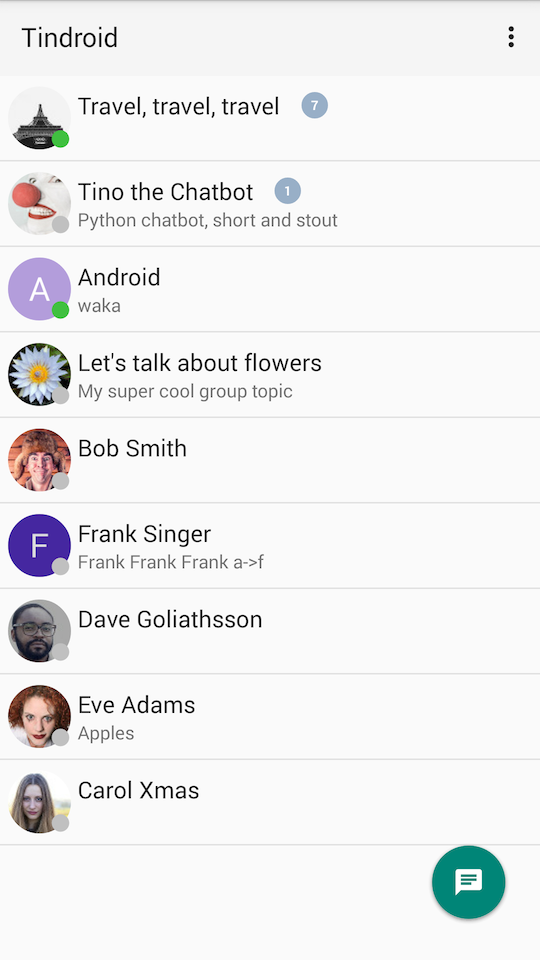 Tindroid
Travel, travel, travel 7
Tino the Chatbot 1
Python chatbot, short and stout
A
Android
waka
Let's talk about flowers
My super cool group topic
Bob Smith
F
Frank Singer
Frank Frank Frank a->f
Dave Goliathsson
Eve Adams
Apples
Carol Xmas